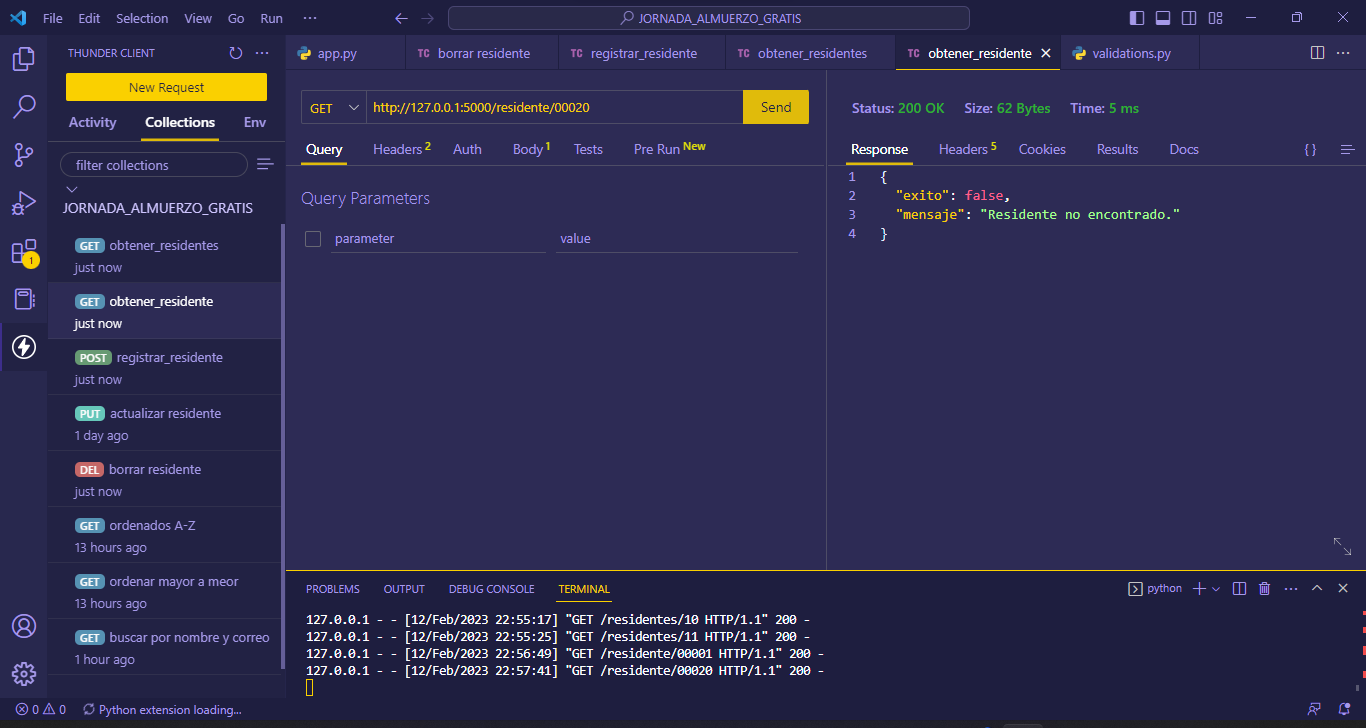 File Edit Selection View Go Run ··· JORNADA_ALMUERZO_GRATIS
THUNDER CLIENT
New Request
Activity Collections Env
filter collections
JORNADA_ALMUERZO_GRATIS
GET obtener_residentes
just now
GET obtener_residente
just now
POST registrar_residente
just now
PUT actualizar residente
1 day ago
DEL borrar residente
just now
GET ordenados A-Z
13 hours ago
GET ordenar mayor a meor
13 hours ago
GET buscar por nombre y correo
1 hour ago
1
app.py TC borrar residente TC registrar_residente TC obtener_residentes TC obtener_residente validations.py
GET http://127.0.0.1:5000/residente/00020 Send
Query Headers 2 Auth Body 1 Tests Pre Run New
Query Parameters
parameter value
Status: 200 OK Size: 62 Bytes Time: 5 ms
Response Headers 5 Cookies Results Docs { }
1 {
2 "exito": false,
3 "mensaje": "Residente no encontrado."
4 }
PROBLEMS OUTPUT DEBUG CONSOLE TERMINAL python
127.0.0.1 - - [12/Feb/2023 22:55:17] "GET /residentes/10 HTTP/1.1" 200 -
127.0.0.1 - - [12/Feb/2023 22:55:25] "GET /residentes/11 HTTP/1.1" 200 -
127.0.0.1 - - [12/Feb/2023 22:56:49] "GET /residente/00001 HTTP/1.1" 200 -
127.0.0.1 - - [12/Feb/2023 22:57:41] "GET /residente/00020 HTTP/1.1" 200 -
0 0 Python extension loading...